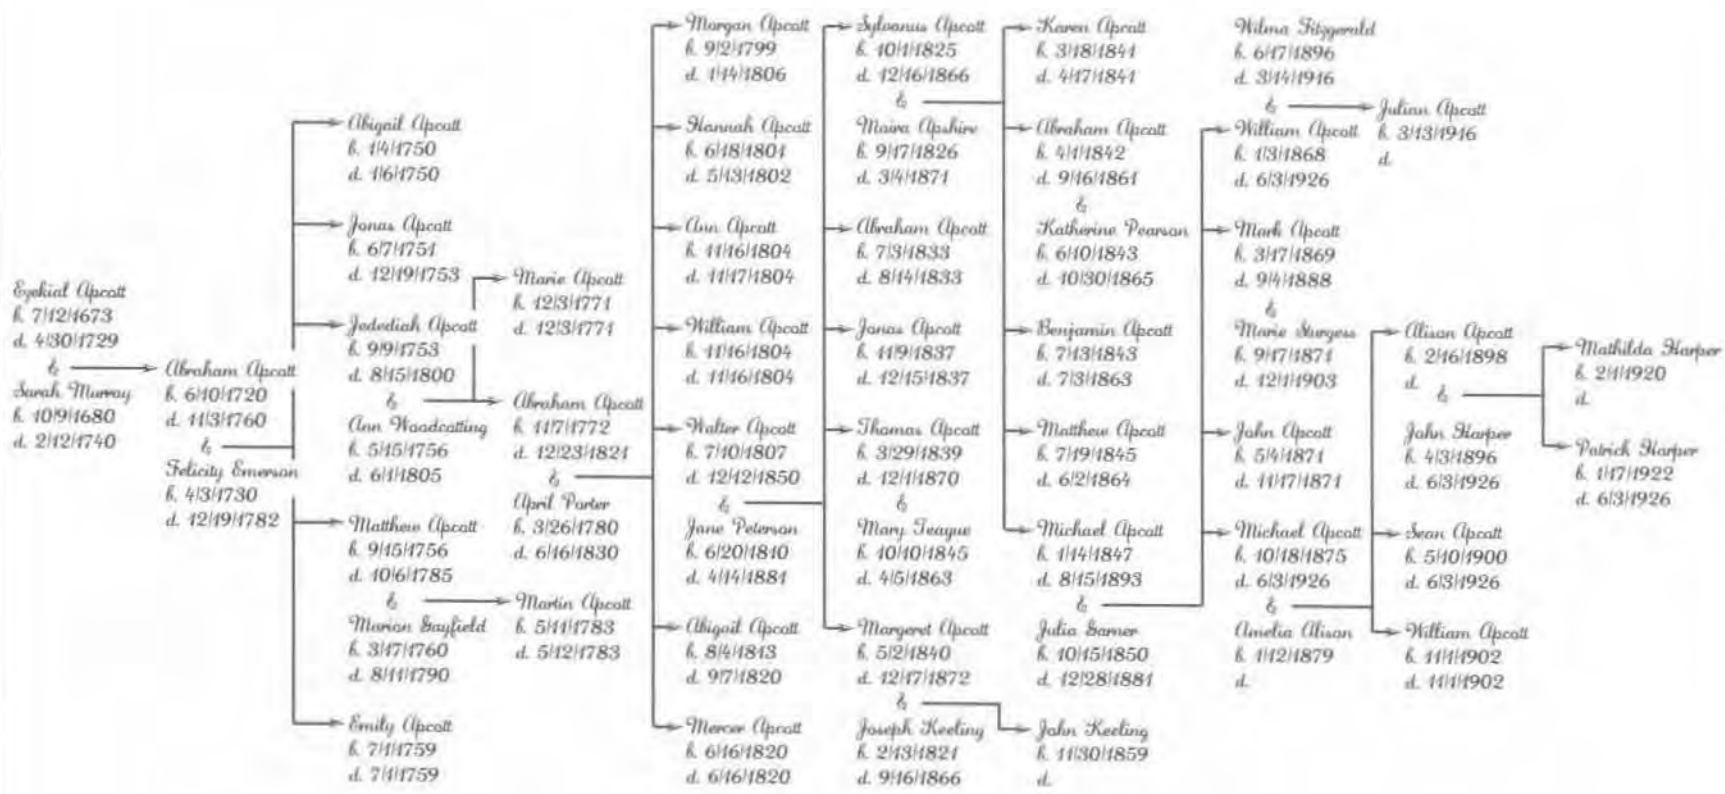 Ezekial Apcott
b. 7/12/1673
d. 4/30/1729
&
Sarah Murray
b. 10/9/1680
d. 2/12/1740
Abraham Apcott
b. 6/10/1720
d. 11/3/1760
&
Felicity Emerson
b. 4/3/1730
d. 12/19/1782
Abigail Apcott
b. 1/4/1750
d. 1/6/1750
Jonas Apcott
b. 6/7/1751
d. 12/19/1753
Jedediah Apcott
b. 9/9/1753
d. 8/15/1800
&
Ann Woodcotting
b. 5/15/1756
d. 6/1/1805
Matthew Apcott
b. 9/15/1756
d. 10/6/1785
&
Marion Gayfield
b. 3/17/1760
d. 8/11/1790
Emily Apcott
b. 7/1/1759
d. 7/1/1759
Marie Apcott
b. 12/3/1771
d. 12/3/1771
Abraham Apcott
b. 11/7/1772
d. 12/23/1821
&
April Porter
b. 3/26/1780
d. 6/16/1830
Martin Apcott
b. 5/11/1783
d. 5/12/1783
Morgan Apcott
b. 9/2/1799
d. 1/14/1806
Hannah Apcott
b. 6/18/1801
d. 5/13/1802
Ann Apcott
b. 11/16/1804
d. 11/17/1804
William Apcott
b. 11/16/1804
d. 11/16/1804
Walter Apcott
b. 7/10/1807
d. 12/12/1850
&
Jane Peterson
b. 6/20/1810
d. 4/14/1881
Abigail Apcott
b. 8/4/1813
d. 9/7/1820
Mercer Apcott
b. 6/16/1820
d. 6/16/1820
Sylvanus Apcott
b. 10/1/1825
d. 12/16/1866
&
Maira Apshire
b. 9/17/1826
d. 3/4/1871
Abraham Apcott
b. 7/3/1833
d. 8/14/1833
Jonas Apcott
b. 11/9/1837
d. 12/15/1837
Thomas Apcott
b. 3/29/1839
d. 12/1/1870
&
Mary Teague
b. 10/10/1845
d. 4/5/1863
Margeret Apcott
b. 5/2/1840
d. 12/17/1872
&
Joseph Keeling
b. 2/13/1821
d. 9/16/1866
Karen Apcott
b. 3/18/1841
d. 4/17/1841
Abraham Apcott
b. 4/1/1842
d. 9/16/1861
&
Katherine Pearson
b. 6/10/1843
d. 10/30/1865
Benjamin Apcott
b. 7/13/1843
d. 7/3/1863
Matthew Apcott
b. 7/19/1845
d. 6/2/1864
Michael Apcott
b. 1/14/1847
d. 8/15/1893
&
Julia Garner
b. 10/15/1850
d. 12/28/1881
John Keeling
b. 11/30/1859
d.
Wilma Fitzgerald
b. 6/17/1896
d. 3/14/1916
&
William Apcott
b. 1/3/1868
d. 6/3/1926
Mark Apcott
b. 3/17/1869
d. 9/4/1888
&
Marie Sturgess
b. 9/17/1871
d. 12/1/1903
John Apcott
b. 5/4/1871
d. 11/17/1871
Michael Apcott
b. 10/18/1875
d. 6/3/1926
&
Amelia Alison
b. 1/12/1879
d.
Julian Apcott
b. 3/13/1916
d.
Alison Apcott
b. 2/16/1898
d.
&
John Harper
b. 4/3/1896
d. 6/3/1926
Sean Apcott
b. 5/10/1900
d. 6/3/1926
William Apcott
b. 11/1/1902
d. 11/1/1902
Mathilda Harper
b. 2/1/1920
d.
Patrick Harper
b. 1/17/1922
d. 6/3/1926